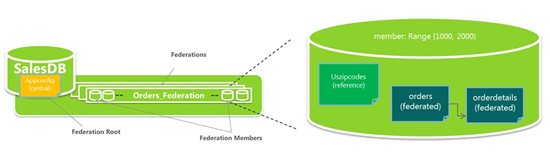 Federations
SalesDB
Appconfig
(central)
Orders_Federation
Federation Root
Federation Members
member: Range [1000, 2000)
Uszipcodes
(reference)
orders
(federated)
orderdetails
(federated)